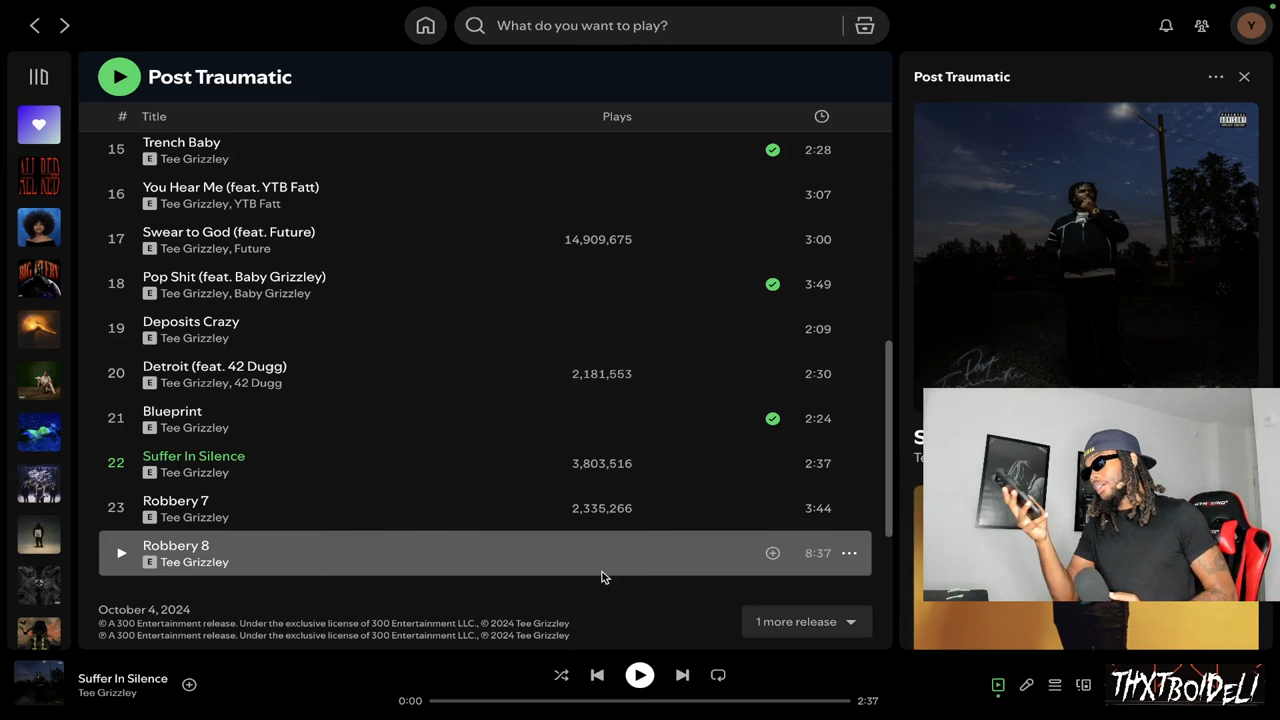 What do you want to play?
Y
Post Traumatic
# Title Plays
15 Trench Baby 2:28
E Tee Grizzley
16 You Hear Me (feat. YTB Fatt) 3:07
E Tee Grizzley, YTB Fatt
17 Swear to God (feat. Future) 14,909,675 3:00
E Tee Grizzley, Future
18 Pop Shit (feat. Baby Grizzley) 3:49
E Tee Grizzley, Baby Grizzley
19 Deposits Crazy 2:09
E Tee Grizzley
20 Detroit (feat. 42 Dugg) 2,181,553 2:30
E Tee Grizzley, 42 Dugg
21 Blueprint 2:24
E Tee Grizzley
22 Suffer In Silence 3,803,516 2:37
E Tee Grizzley
23 Robbery 7 2,335,266 3:44
E Tee Grizzley
Robbery 8 8:37
E Tee Grizzley
October 4, 2024
© A 300 Entertainment release. Under the exclusive license of 300 Entertainment LLC., © 2024 Tee Grizzley
℗ A 300 Entertainment release. Under the exclusive license of 300 Entertainment LLC., ℗ 2024 Tee Grizzley
1 more release
Post Traumatic
Post
Traumatic
Suffer In Silence
Tee Grizzley
0:00 2:37
THXTBOIDELI
ALL RED
ALL RED